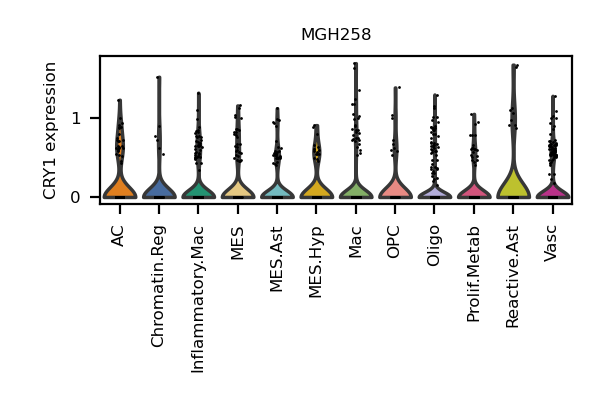 MGH258
CRY1 expression
1
0
AC
Chromatin.Reg
Inflammatory.Mac
MES
MES.Ast
MES.Hyp
Mac
OPC
Oligo
Prolif.Metab
Reactive.Ast
Vasc